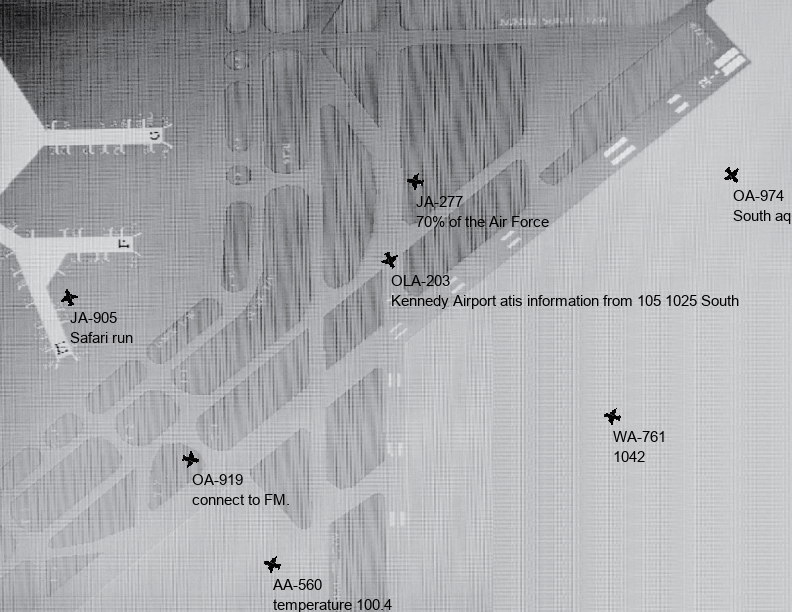 G
F
E
JA-277
70% of the Air Force
OA-974
South aq
OLA-203
Kennedy Airport atis information from 105 1025 South
JA-905
Safari run
WA-761
1042
OA-919
connect to FM.
AA-560
temperature 100.4